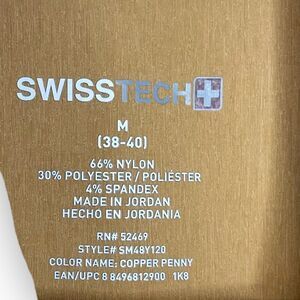 SWISSTECH
M
(38-40)
66% NYLON
30% POLYESTER / POLIÉSTER
4% SPANDEX
MADE IN JORDAN
HECHO EN JORDANIA
RN# 52469
STYLE# SM48Y120
COLOR NAME: COPPER PENNY
EAN/UPC 8 8496812900 1K8